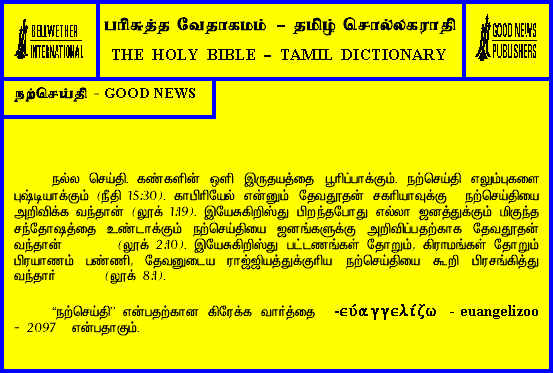 BELLWETHER
INTERNATIONAL
பரிசுத்த வேதாகமம் – தமிழ் சொல்லகராதி
THE HOLY BIBLE – TAMIL DICTIONARY
GOOD NEWS
PUBLISHERS
நற்செய்தி - GOOD NEWS
நல்ல செய்தி. கண்களின் ஒளி இருதயத்தை பூரிப்பாக்கும். நற்செய்தி எலும்புகளை
புஷ்டியாக்கும் (நீதி 15:30). காபிரியேல் என்னும் தேவதூதன் சகரியாவுக்கு நற்செய்தியை
அறிவிக்க வந்தான் (லூக் 1:19). இயேசுகிறிஸ்து பிறந்தபோது எல்லா ஜனத்துக்கும் மிகுந்த
சந்தோஷத்தை உண்டாக்கும் நற்செய்தியை ஜனங்களுக்கு அறிவிப்பதற்காக தேவதூதன்
வந்தான் (லூக் 2:10). இயேசுகிறிஸ்து பட்டணங்கள் தோறும், கிராமங்கள் தோறும்
பிரயாணம் பண்ணி, தேவனுடைய ராஜ்ஜியத்துக்குரிய நற்செய்தியை கூறி பிரசங்கித்து
வந்தார் (லூக் 8:1).
“நற்செய்தி” என்பதற்கான கிரேக்க வார்த்தை -εὐαγγελίζω - euangelizoo
- 2097 என்பதாகும்.